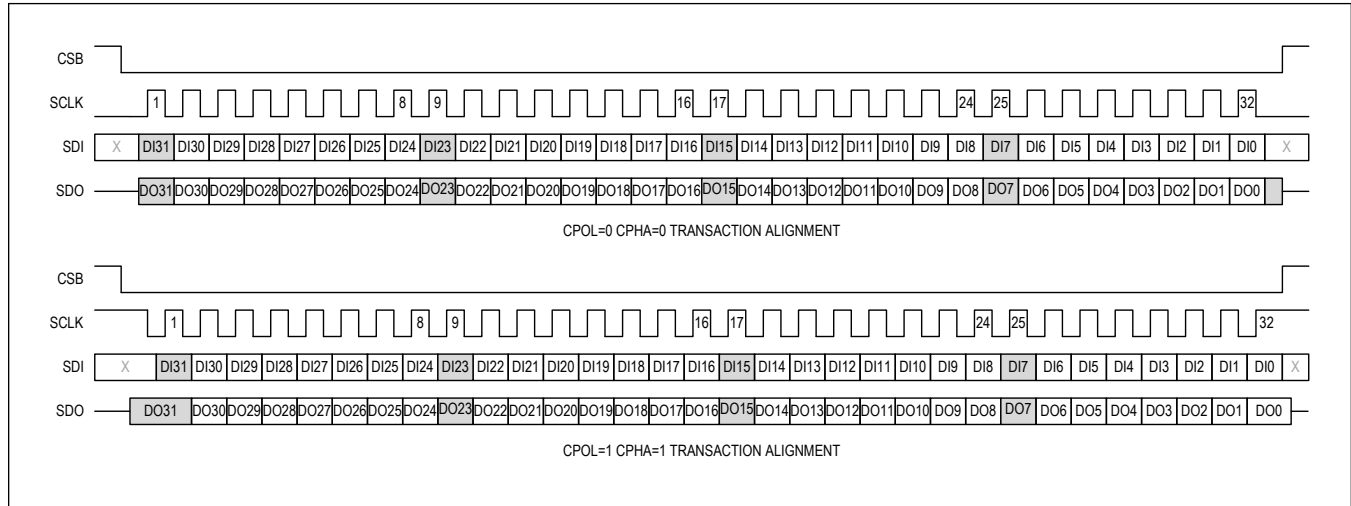 CSB
SCLK 1 8 9 16 17 24 25 32
SDI X DI31 DI30 DI29 DI28 DI27 DI26 DI25 DI24 DI23 DI22 DI21 DI20 DI19 DI18 DI17 DI16 DI15 DI14 DI13 DI12 DI11 DI10 DI9 DI8 DI7 DI6 DI5 DI4 DI3 DI2 DI1 DI0 X
SDO DO31 DO30 DO29 DO28 DO27 DO26 DO25 DO24 DO23 DO22 DO21 DO20 DO19 DO18 DO17 DO16 DO15 DO14 DO13 DO12 DO11 DO10 DO9 DO8 DO7 DO6 DO5 DO4 DO3 DO2 DO1 DO0
CPOL=0 CPHA=0 TRANSACTION ALIGNMENT
CSB
SCLK 1 8 9 16 17 24 25 32
SDI X DI31 DI30 DI29 DI28 DI27 DI26 DI25 DI24 DI23 DI22 DI21 DI20 DI19 DI18 DI17 DI16 DI15 DI14 DI13 DI12 DI11 DI10 DI9 DI8 DI7 DI6 DI5 DI4 DI3 DI2 DI1 DI0 X
SDO DO31 DO30 DO29 DO28 DO27 DO26 DO25 DO24 DO23 DO22 DO21 DO20 DO19 DO18 DO17 DO16 DO15 DO14 DO13 DO12 DO11 DO10 DO9 DO8 DO7 DO6 DO5 DO4 DO3 DO2 DO1 DO0
CPOL=1 CPHA=1 TRANSACTION ALIGNMENT